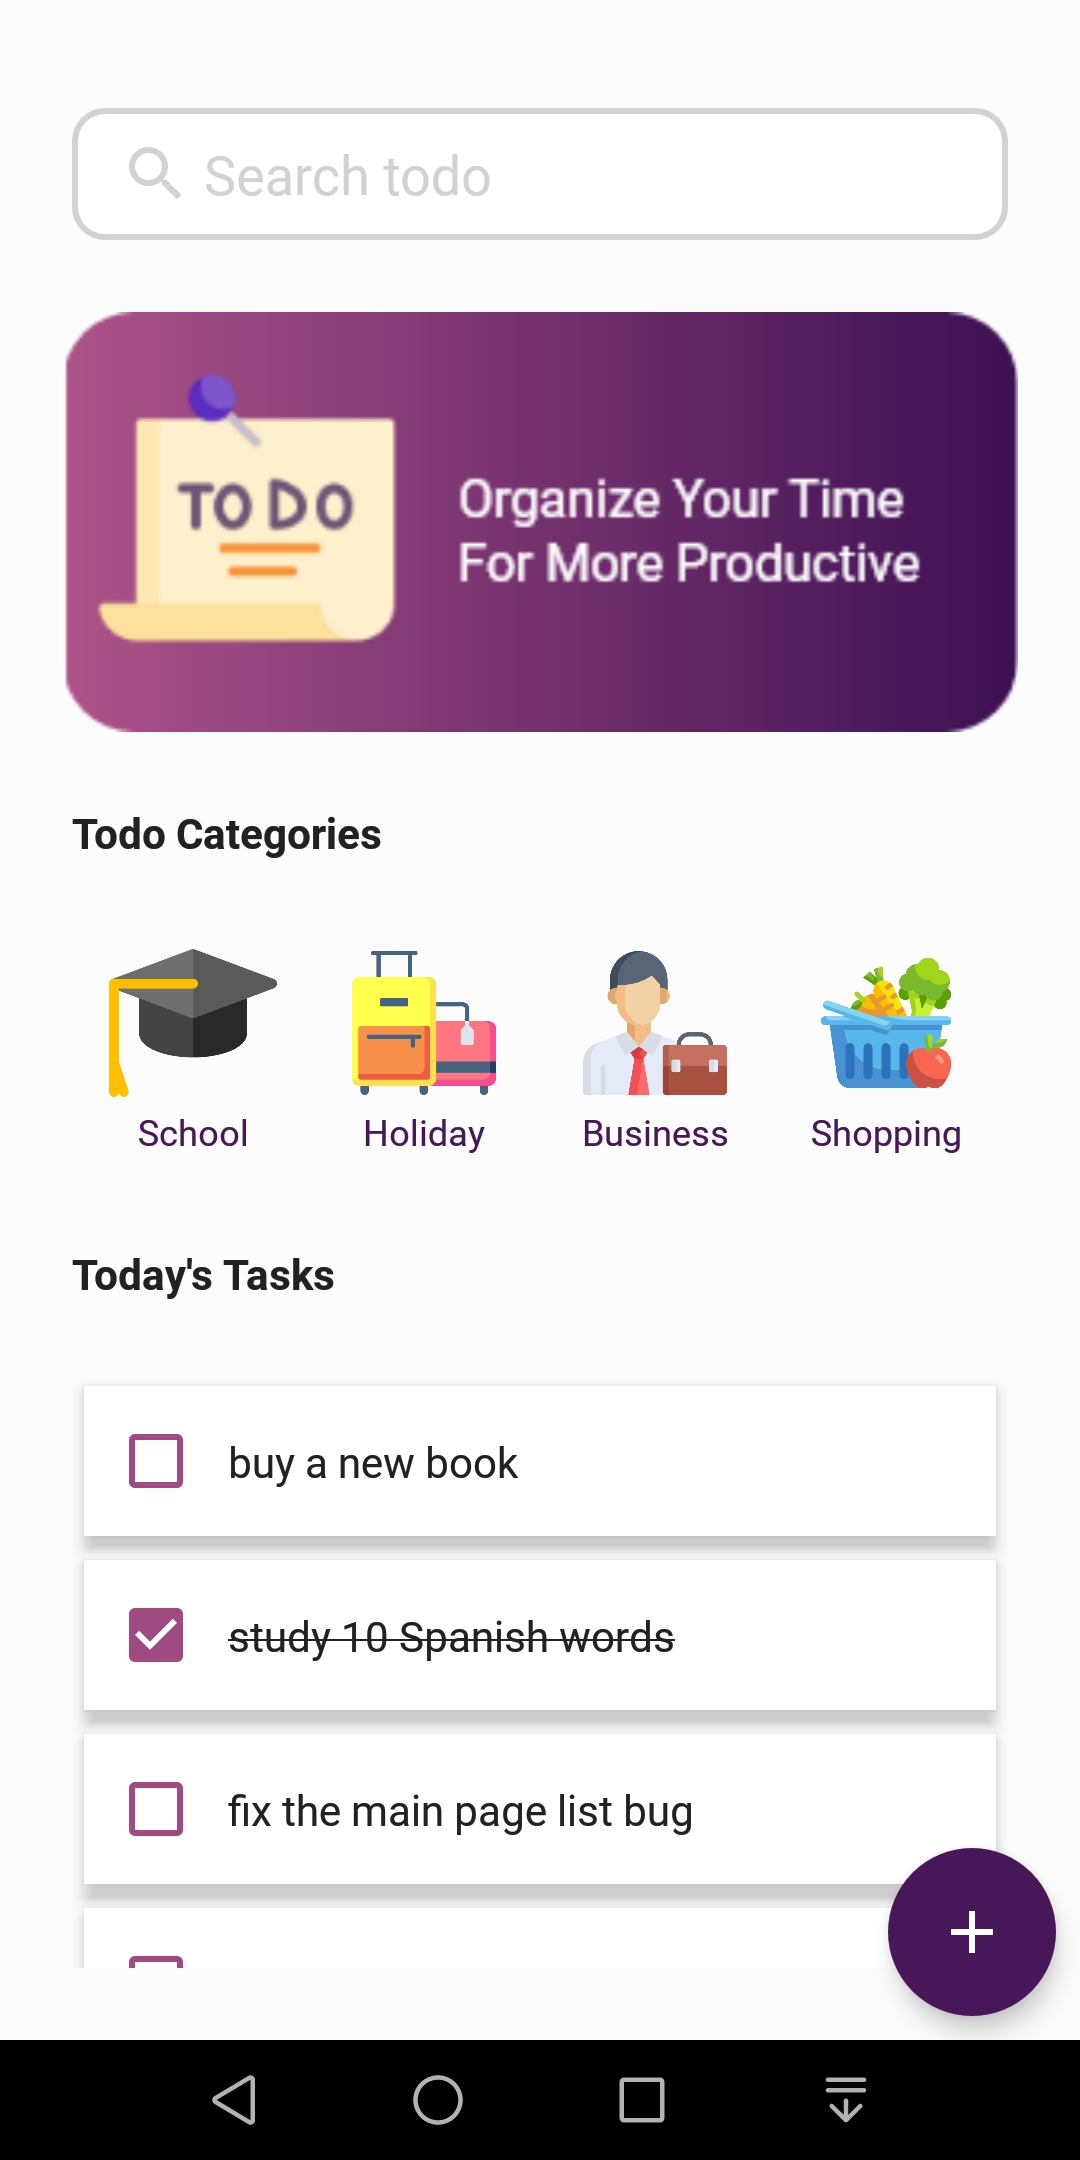 Search todo
TO DO
Organize Your Time
For More Productive
Todo Categories
School
Holiday
Business
Shopping
Today's Tasks
buy a new book
study 10 Spanish words
fix the main page list bug